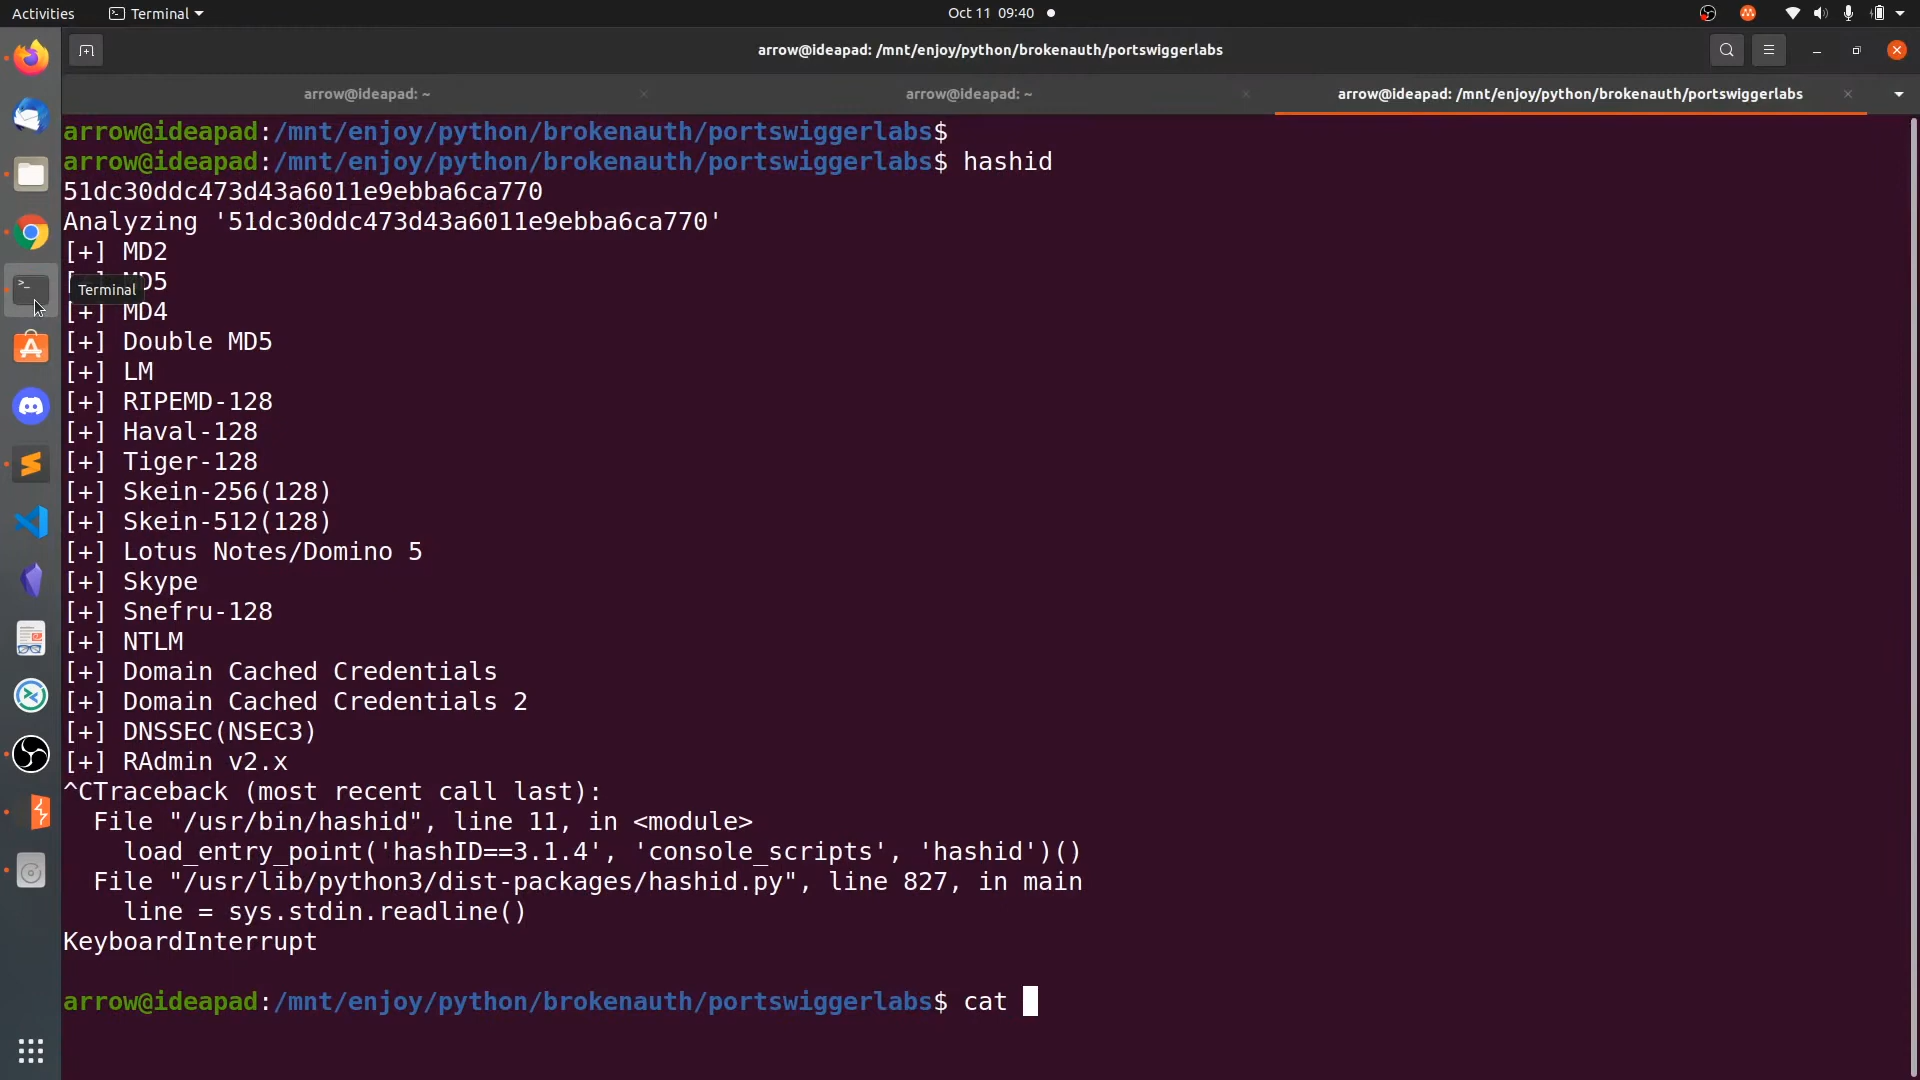 Activities
Terminal
Oct 11 09:40
arrow@ideapad: /mnt/enjoy/python/brokenauth/portswiggerlabs
arrow@ideapad: ~
arrow@ideapad: ~
arrow@ideapad: /mnt/enjoy/python/brokenauth/portswiggerlabs
arrow@ideapad:/mnt/enjoy/python/brokenauth/portswiggerlabs$
arrow@ideapad:/mnt/enjoy/python/brokenauth/portswiggerlabs$ hashid
51dc30ddc473d43a6011e9ebba6ca770
Analyzing '51dc30ddc473d43a6011e9ebba6ca770'
[+] MD2
[+] MD5
Terminal
[+] MD4
[+] Double MD5
[+] LM
[+] RIPEMD-128
[+] Haval-128
[+] Tiger-128
[+] Skein-256(128)
[+] Skein-512(128)
[+] Lotus Notes/Domino 5
[+] Skype
[+] Snefru-128
[+] NTLM
[+] Domain Cached Credentials
[+] Domain Cached Credentials 2
[+] DNSSEC(NSEC3)
[+] RAdmin v2.x
^CTraceback (most recent call last):
  File "/usr/bin/hashid", line 11, in <module>
    load_entry_point('hashID==3.1.4', 'console_scripts', 'hashid')()
  File "/usr/lib/python3/dist-packages/hashid.py", line 827, in main
    line = sys.stdin.readline()
KeyboardInterrupt
arrow@ideapad:/mnt/enjoy/python/brokenauth/portswiggerlabs$ cat